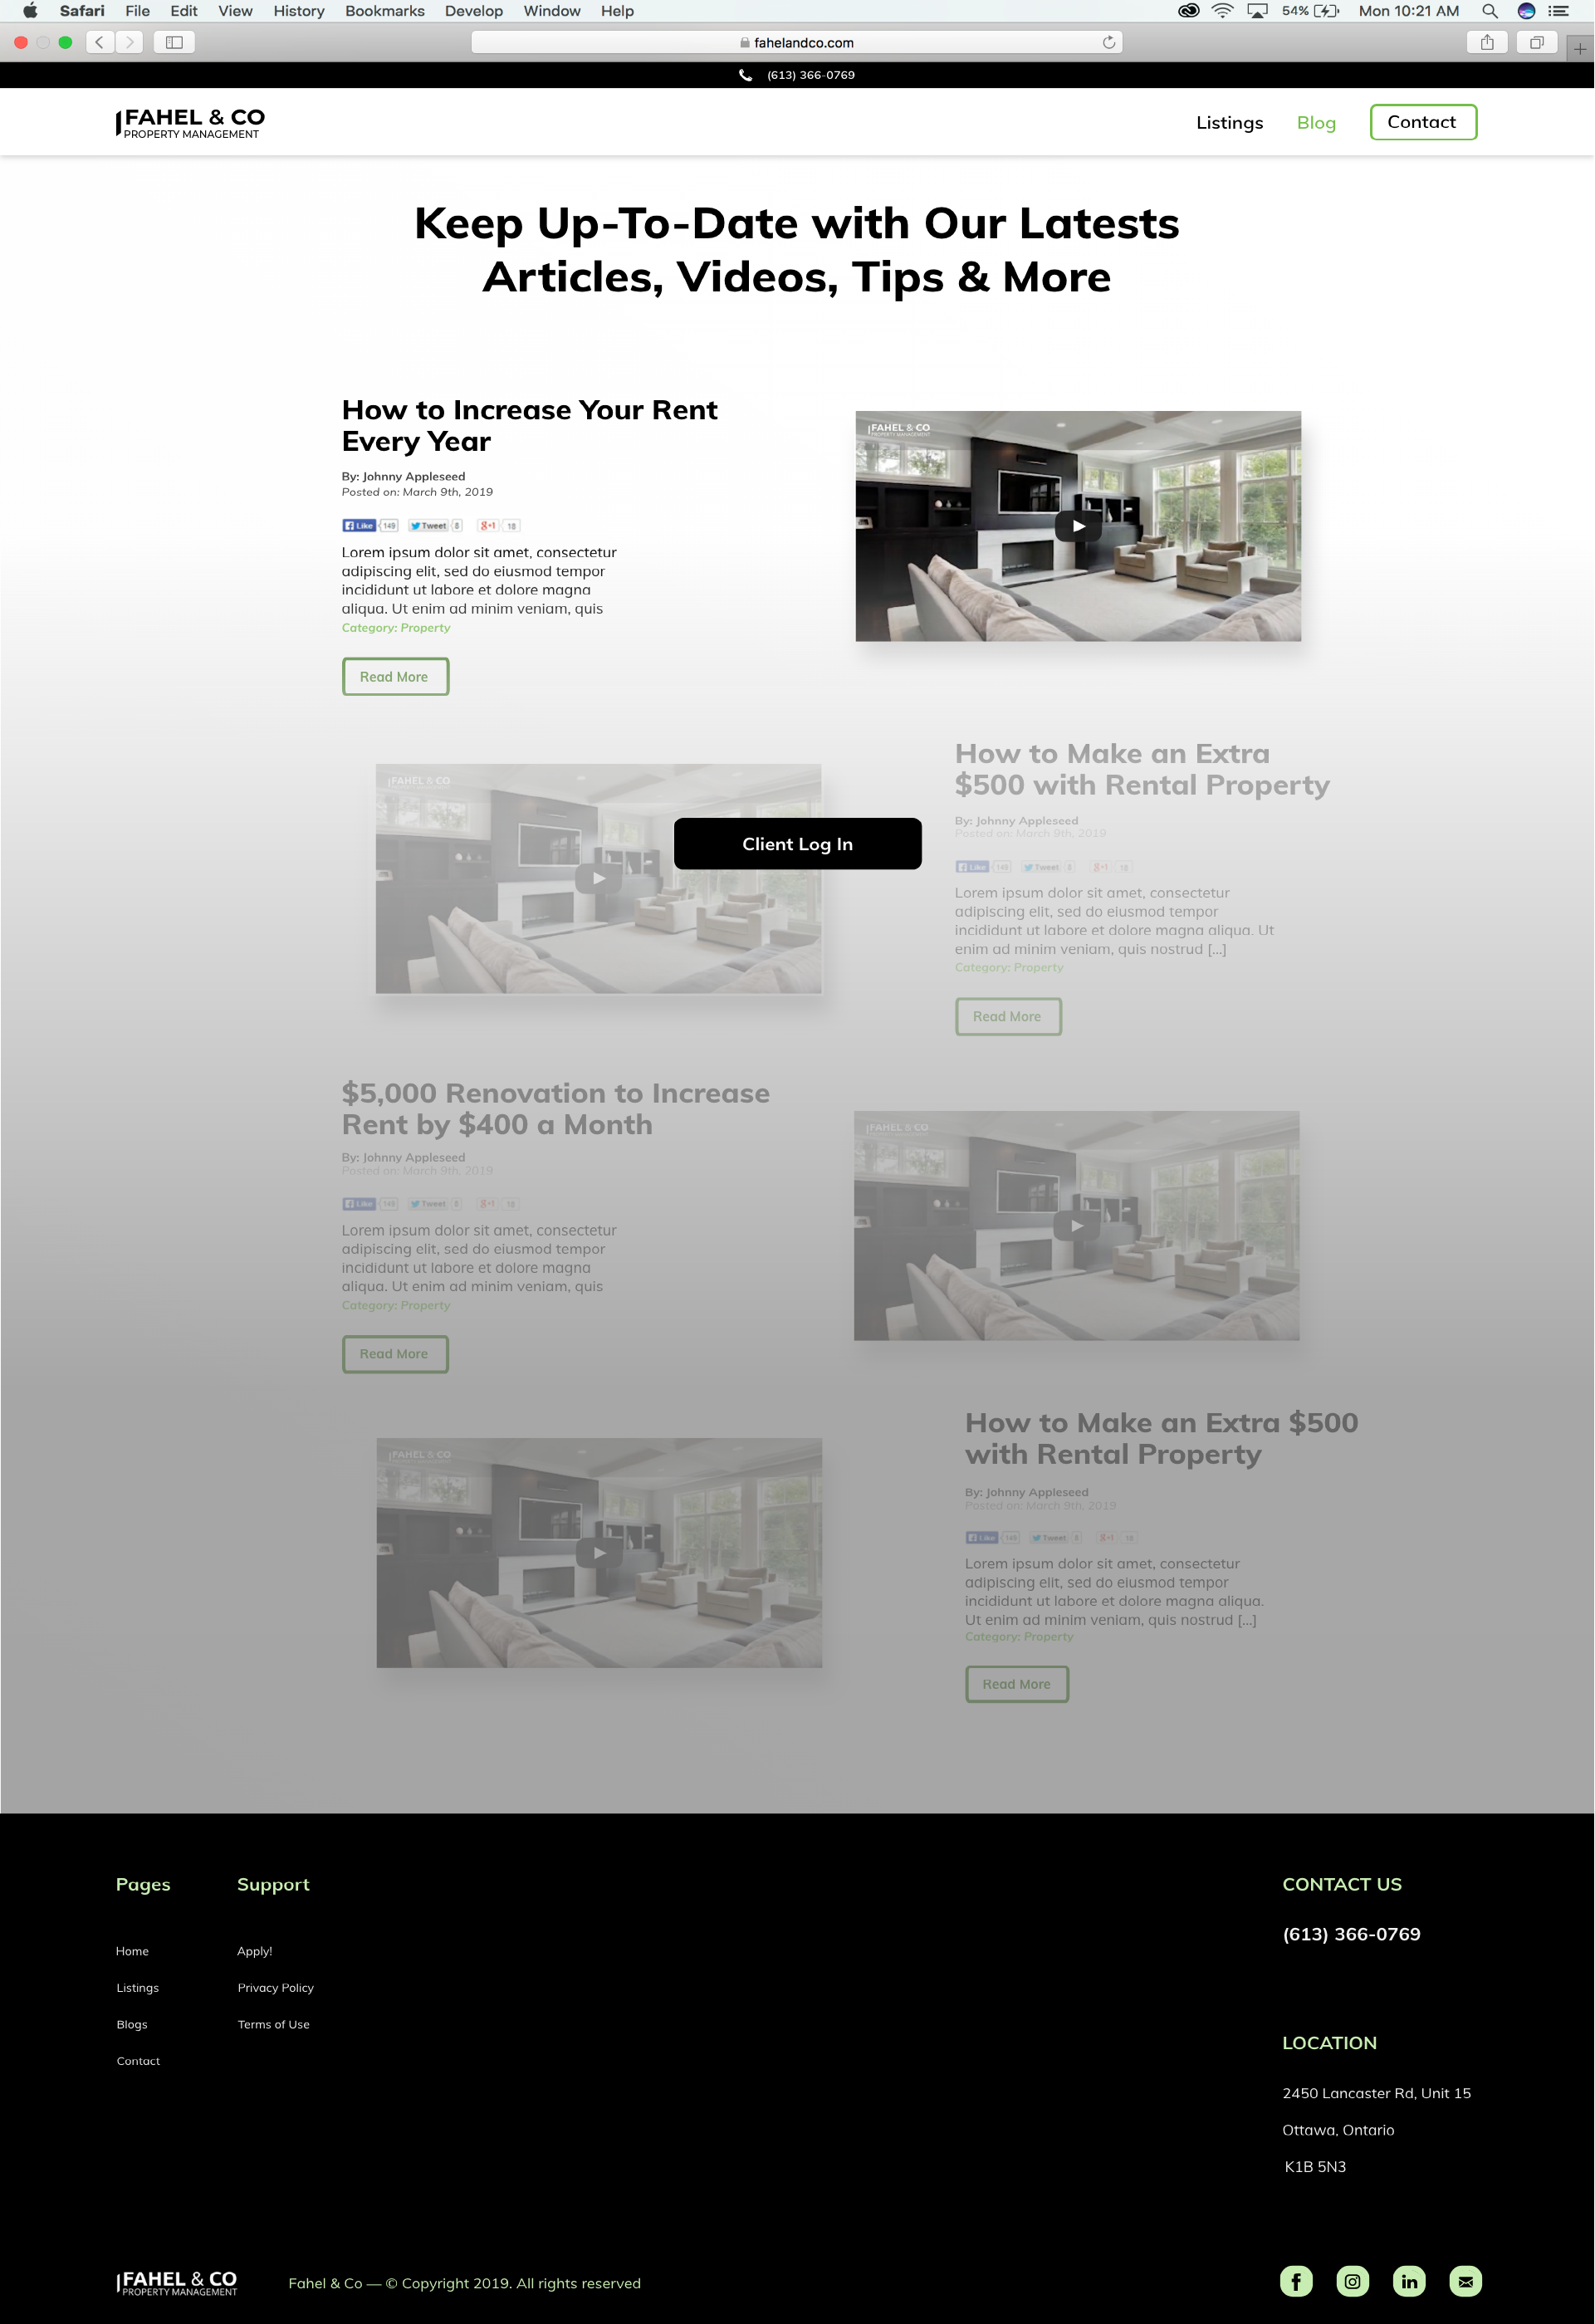 Safari File Edit View History Bookmarks Develop Window Help 54% Mon 10:21 AM
fahelandco.com
(613) 366-0769
FAHEL & CO
PROPERTY MANAGEMENT
Listings Blog Contact
Keep Up-To-Date with Our Latests
Articles, Videos, Tips & More
How to Increase Your Rent
Every Year
By: Johnny Appleseed
Posted on: March 9th, 2019
Like 149 Tweet 8 g+1 18
Lorem ipsum dolor sit amet, consectetur
adipiscing elit, sed do eiusmod tempor
incididunt ut labore et dolore magna
aliqua. Ut enim ad minim veniam, quis
Category: Property
Read More
FAHEL & CO
PROPERTY MANAGEMENT
FAHEL & CO
Client Log In
How to Make an Extra
$500 with Rental Property
By: Johnny Appleseed
Posted on: March 9th, 2019
Like 149 Tweet 8 g+1 18
Lorem ipsum dolor sit amet, consectetur
adipiscing elit, sed do eiusmod tempor
incididunt ut labore et dolore magna aliqua. Ut
enim ad minim veniam, quis nostrud [...]
Category: Property
Read More
$5,000 Renovation to Increase
Rent by $400 a Month
By: Johnny Appleseed
Posted on: March 9th, 2019
Like 149 Tweet 8 g+1 18
Lorem ipsum dolor sit amet, consectetur
adipiscing elit, sed do eiusmod tempor
incididunt ut labore et dolore magna
aliqua. Ut enim ad minim veniam, quis
Category: Property
Read More
FAHEL & CO
PROPERTY MANAGEMENT
FAHEL & CO
How to Make an Extra $500
with Rental Property
By: Johnny Appleseed
Posted on: March 9th, 2019
Like 149 Tweet 8 g+1 18
Lorem ipsum dolor sit amet, consectetur
adipiscing elit, sed do eiusmod tempor
incididunt ut labore et dolore magna aliqua.
Ut enim ad minim veniam, quis nostrud [...]
Category: Property
Read More
Pages
Home
Listings
Blogs
Contact
Support
Apply!
Privacy Policy
Terms of Use
CONTACT US
(613) 366-0769
LOCATION
2450 Lancaster Rd, Unit 15
Ottawa, Ontario
K1B 5N3
FAHEL & CO
PROPERTY MANAGEMENT
Fahel & Co — © Copyright 2019. All rights reserved